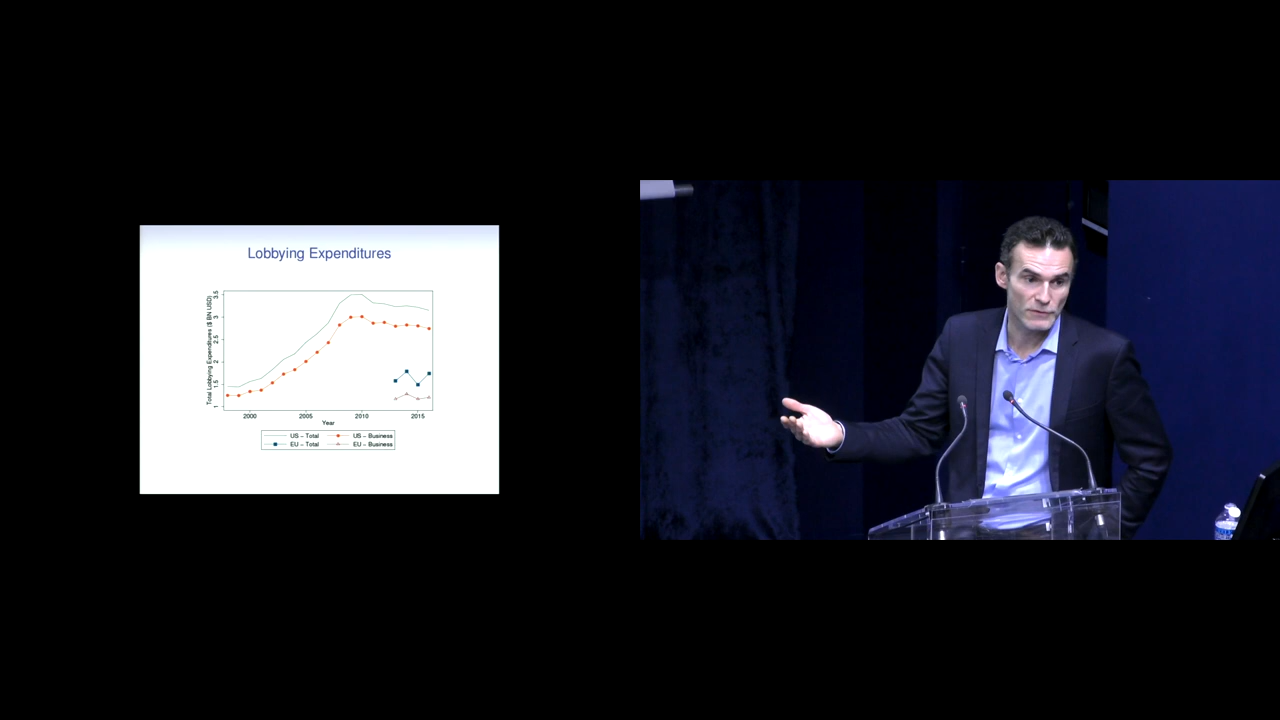 Lobbying Expenditures
Total Lobbying Expenditures ($ BN USD)
3.5
3
2.5
2
1.5
1
2000 2005 2010 2015
Year
US − Total US − Business
EU − Total EU − Business